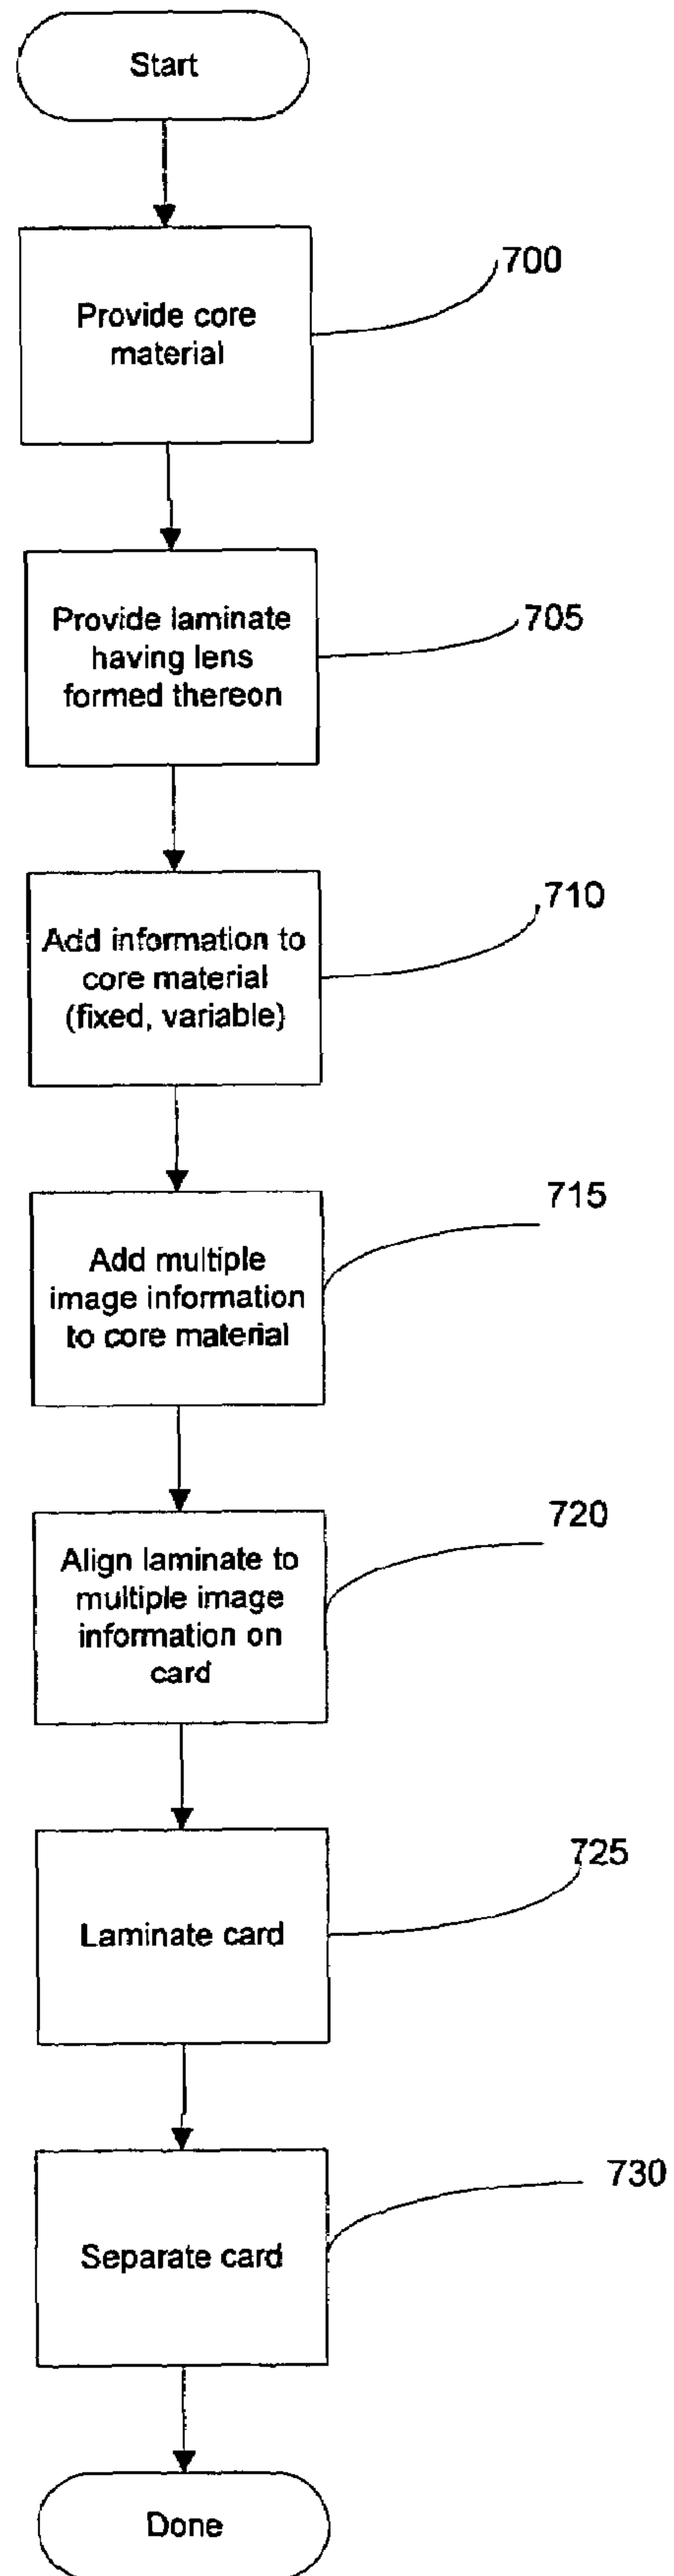 Start
700
Provide core
material
705
Provide laminate
having lens
formed thereon
710
Add information to
core material
(fixed, variable)
715
Add multiple
image information
to core material
720
Align laminate to
multiple image
information on
card
725
Laminate card
730
Separate card
Done